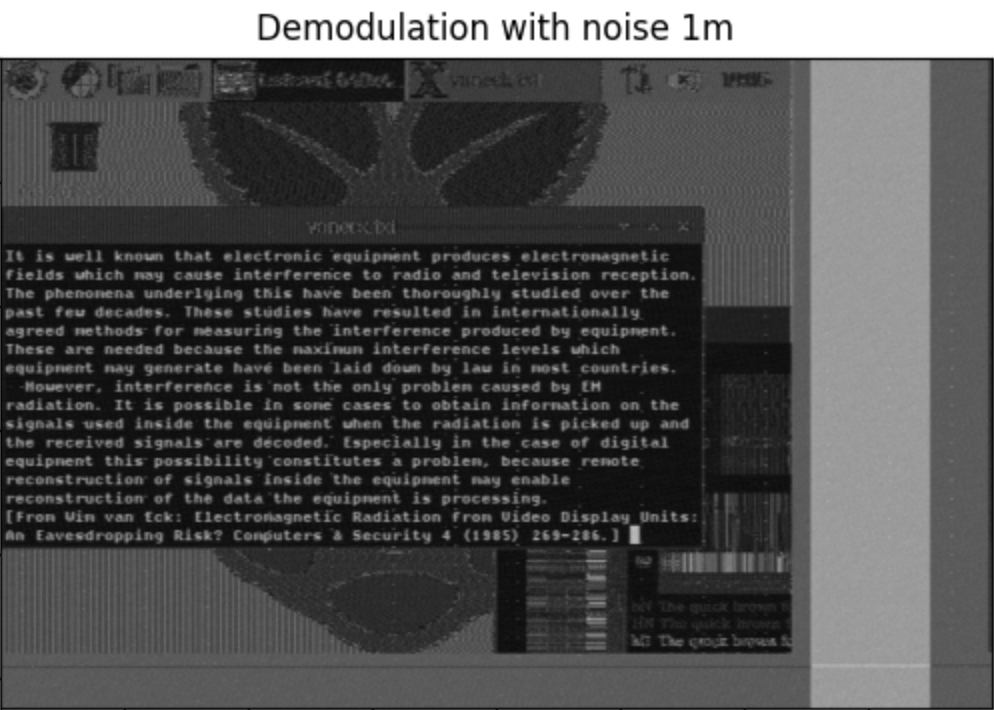 Demodulation with noise 1m
vaneck.txt
vaneck.txt
It is well known that electronic equipment produces electromagnetic
fields which may cause interference to radio and television reception.
The phenomena underlying this have been thoroughly studied over the
past few decades. These studies have resulted in internationally
agreed methods for measuring the interference produced by equipment.
These are needed because the maximum interference levels which
equipment may generate have been laid down by law in most countries.
However, interference is not the only problem caused by EM
radiation. It is possible in some cases to obtain information on the
signals used inside the equipment when the radiation is picked up and
the received signals are decoded. Especially in the case of digital
equipment this possibility constitutes a problem, because remote
reconstruction of signals inside the equipment may enable
reconstruction of the data the equipment is processing.
[From Wim van Eck: Electromagnetic Radiation from Video Display Units:
An Eavesdropping Risk? Computers & Security 4 (1985) 269-286.]
The quick brown
The quick brown
The quick brown